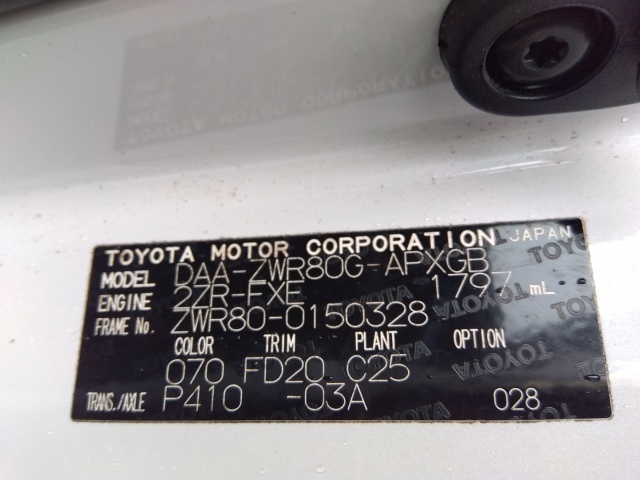 TOYOTA MOTOR CORPORATION JAPAN
MODEL DAA-ZWR80G-APXGB
ENGINE 2ZR-FXE 1797 mL
FRAME No. ZWR80-0150328
COLOR TRIM PLANT OPTION
070 FD20 C25
TRANS./AXLE P410 -03A 028